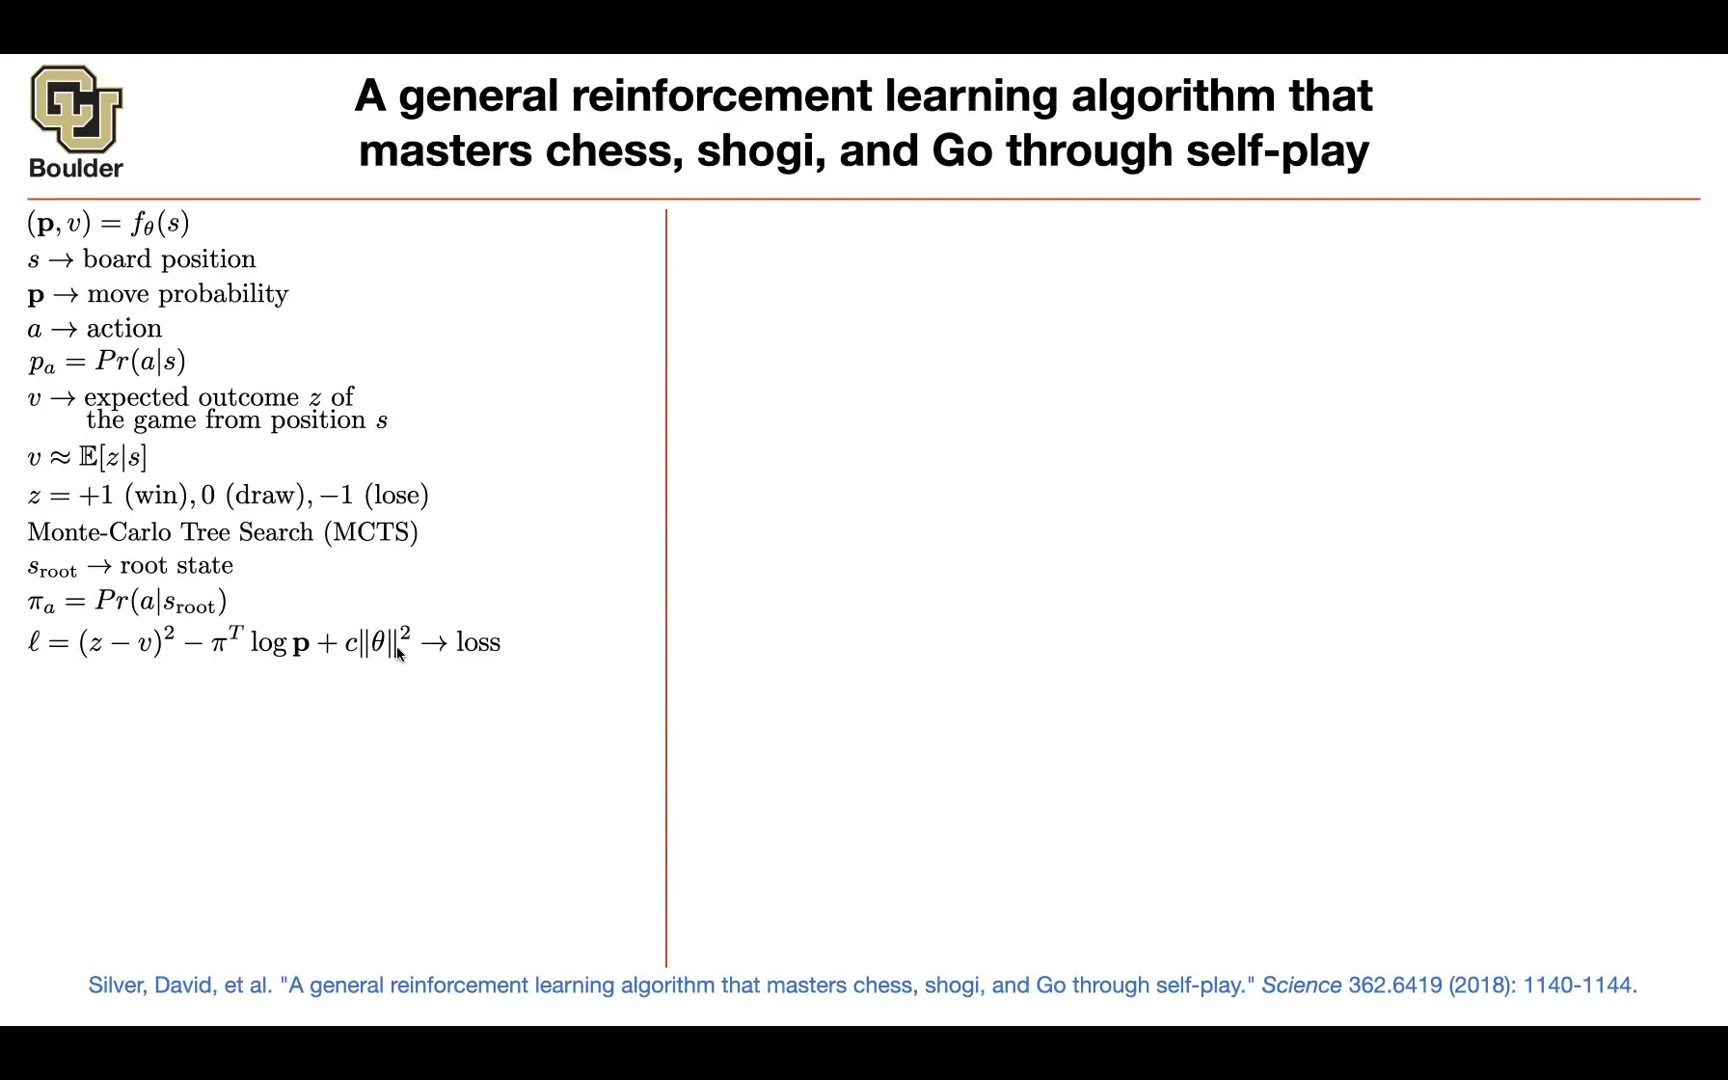 Boulder
A general reinforcement learning algorithm that
masters chess, shogi, and Go through self-play
(p, v) = f_θ(s)
s → board position
p → move probability
a → action
p_a = Pr(a|s)
v → expected outcome z of
the game from position s
v ≈ 𝔼[z|s]
z = +1 (win), 0 (draw), −1 (lose)
Monte-Carlo Tree Search (MCTS)
s_root → root state
π_a = Pr(a|s_root)
ℓ = (z − v)² − π^T log p + c‖θ‖² → loss
Silver, David, et al. "A general reinforcement learning algorithm that masters chess, shogi, and Go through self-play." Science 362.6419 (2018): 1140-1144.